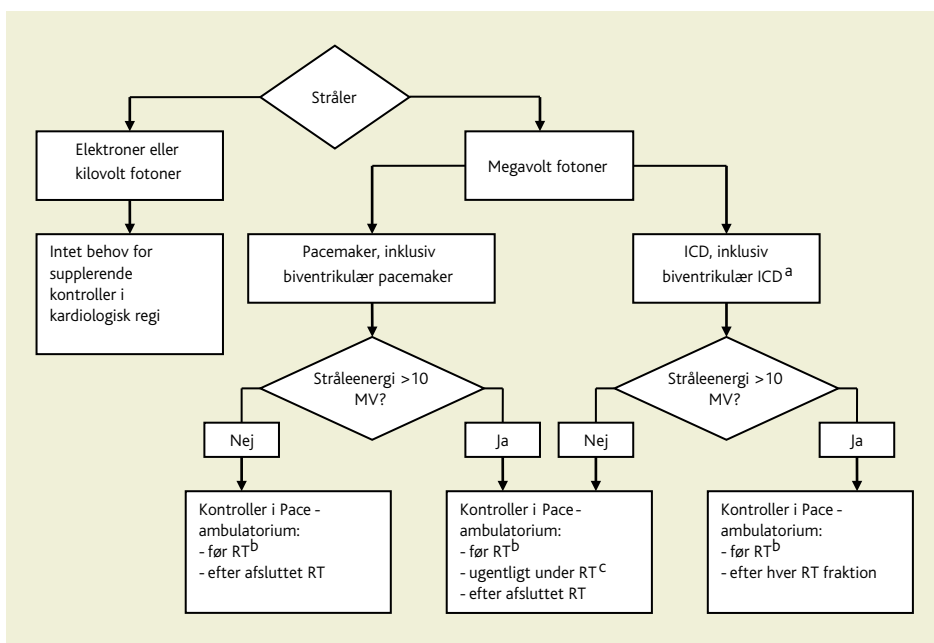 Stråler
Elektroner eller
kilovolt fotoner
Megavolt fotoner
Intet behov for
supplerende
kontroller i
kardiologisk regi
Pacemaker, inklusiv
biventrikulær pacemaker
ICD, inklusiv
biventrikulær ICD a
Stråleenergi >10
MV?
Stråleenergi >10
MV?
Nej
Ja
Nej
Ja
Kontroller i Pace -
ambulatorium:
- før RT b
- efter afsluttet RT
Kontroller i Pace -
ambulatorium:
- før RT b
- ugentligt under RT c
- efter afsluttet RT
Kontroller i Pace -
ambulatorium:
- før RT b
- efter hver RT fraktion